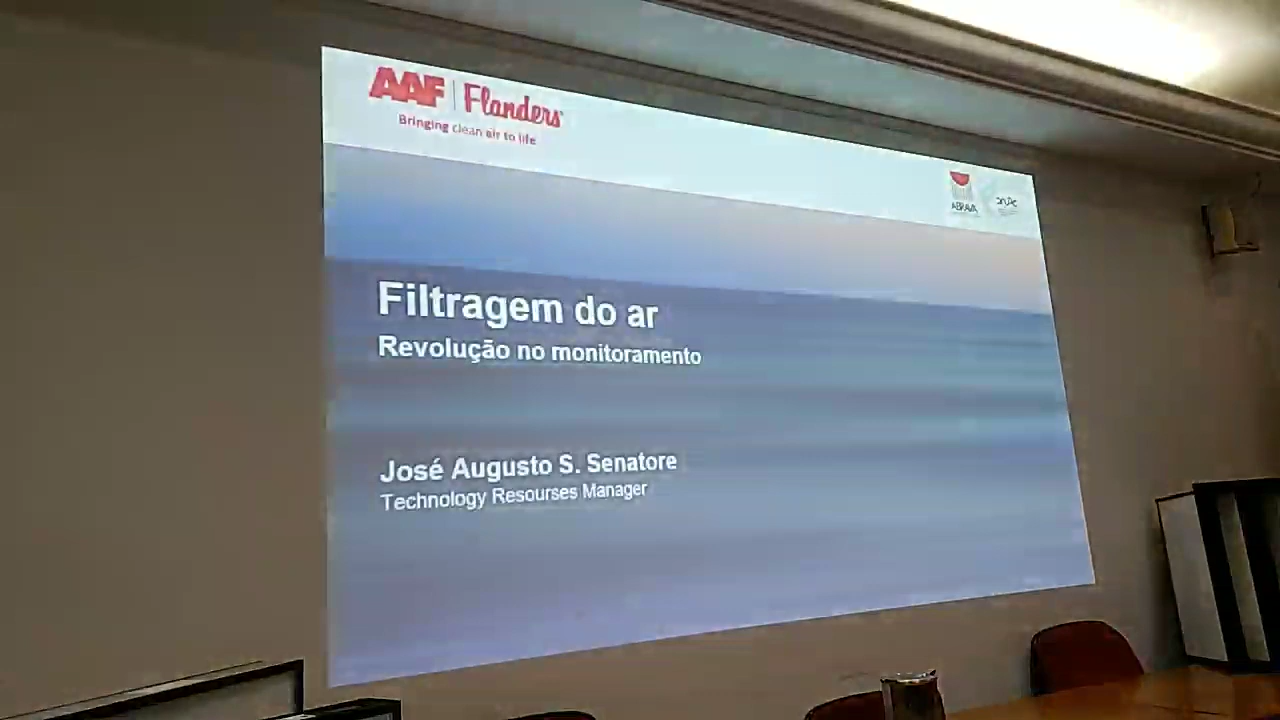 AAF Flanders
Bringing clean air to life
ABRAVA
Filtragem do ar
Revolução no monitoramento
José Augusto S. Senatore
Technology Resourses Manager